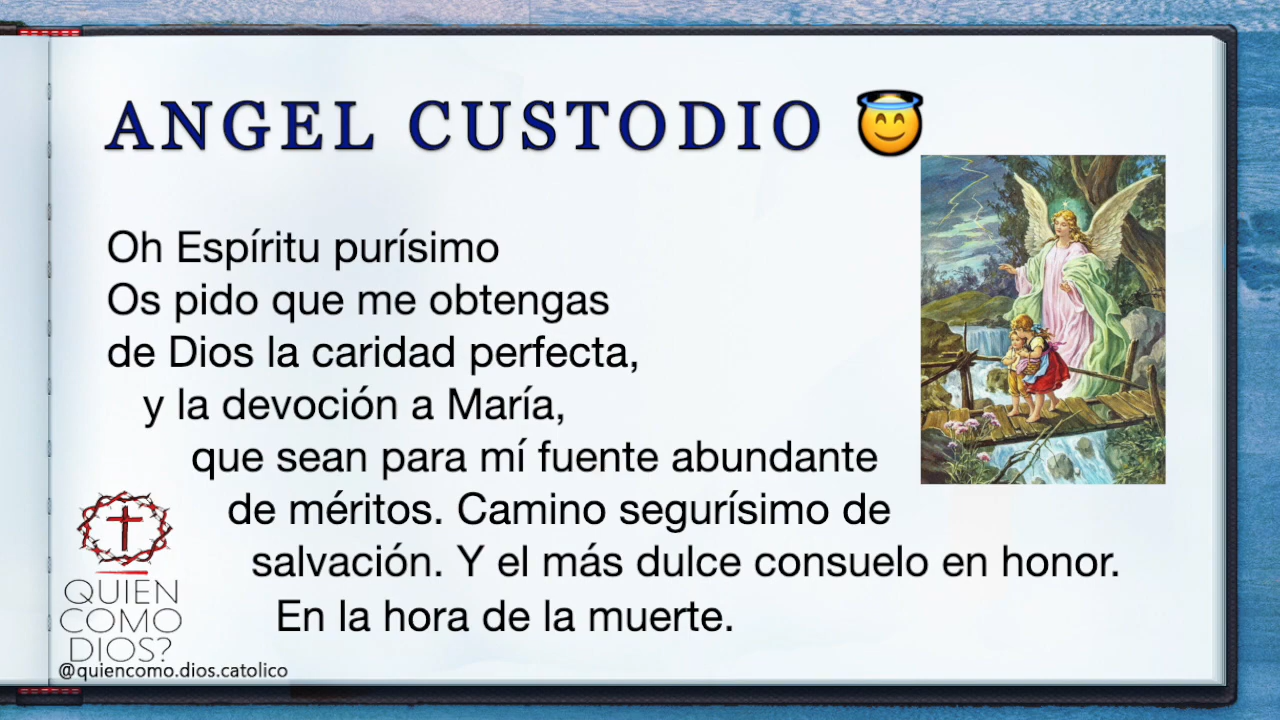 ANGEL CUSTODIO 😇
Oh Espíritu purísimo
Os pido que me obtengas
de Dios la caridad perfecta,
y la devoción a María,
que sean para mí fuente abundante
de méritos. Camino segurísimo de
salvación. Y el más dulce consuelo en honor.
En la hora de la muerte.
QUIEN
COMO
DIOS?
@quiencomo.dios.catolico